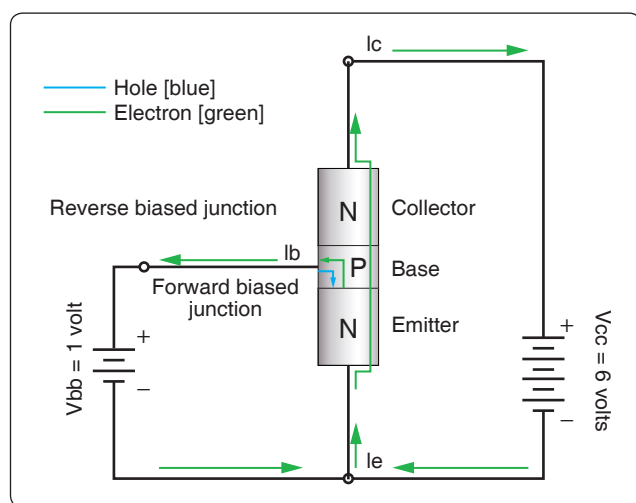 Ic
Hole [blue]
Electron [green]
N
Collector
Reverse biased junction
Ib
P
Base
Forward biased
junction
N
Emitter
+
−
Vbb = 1 volt
+
−
Vcc = 6 volts
Ie